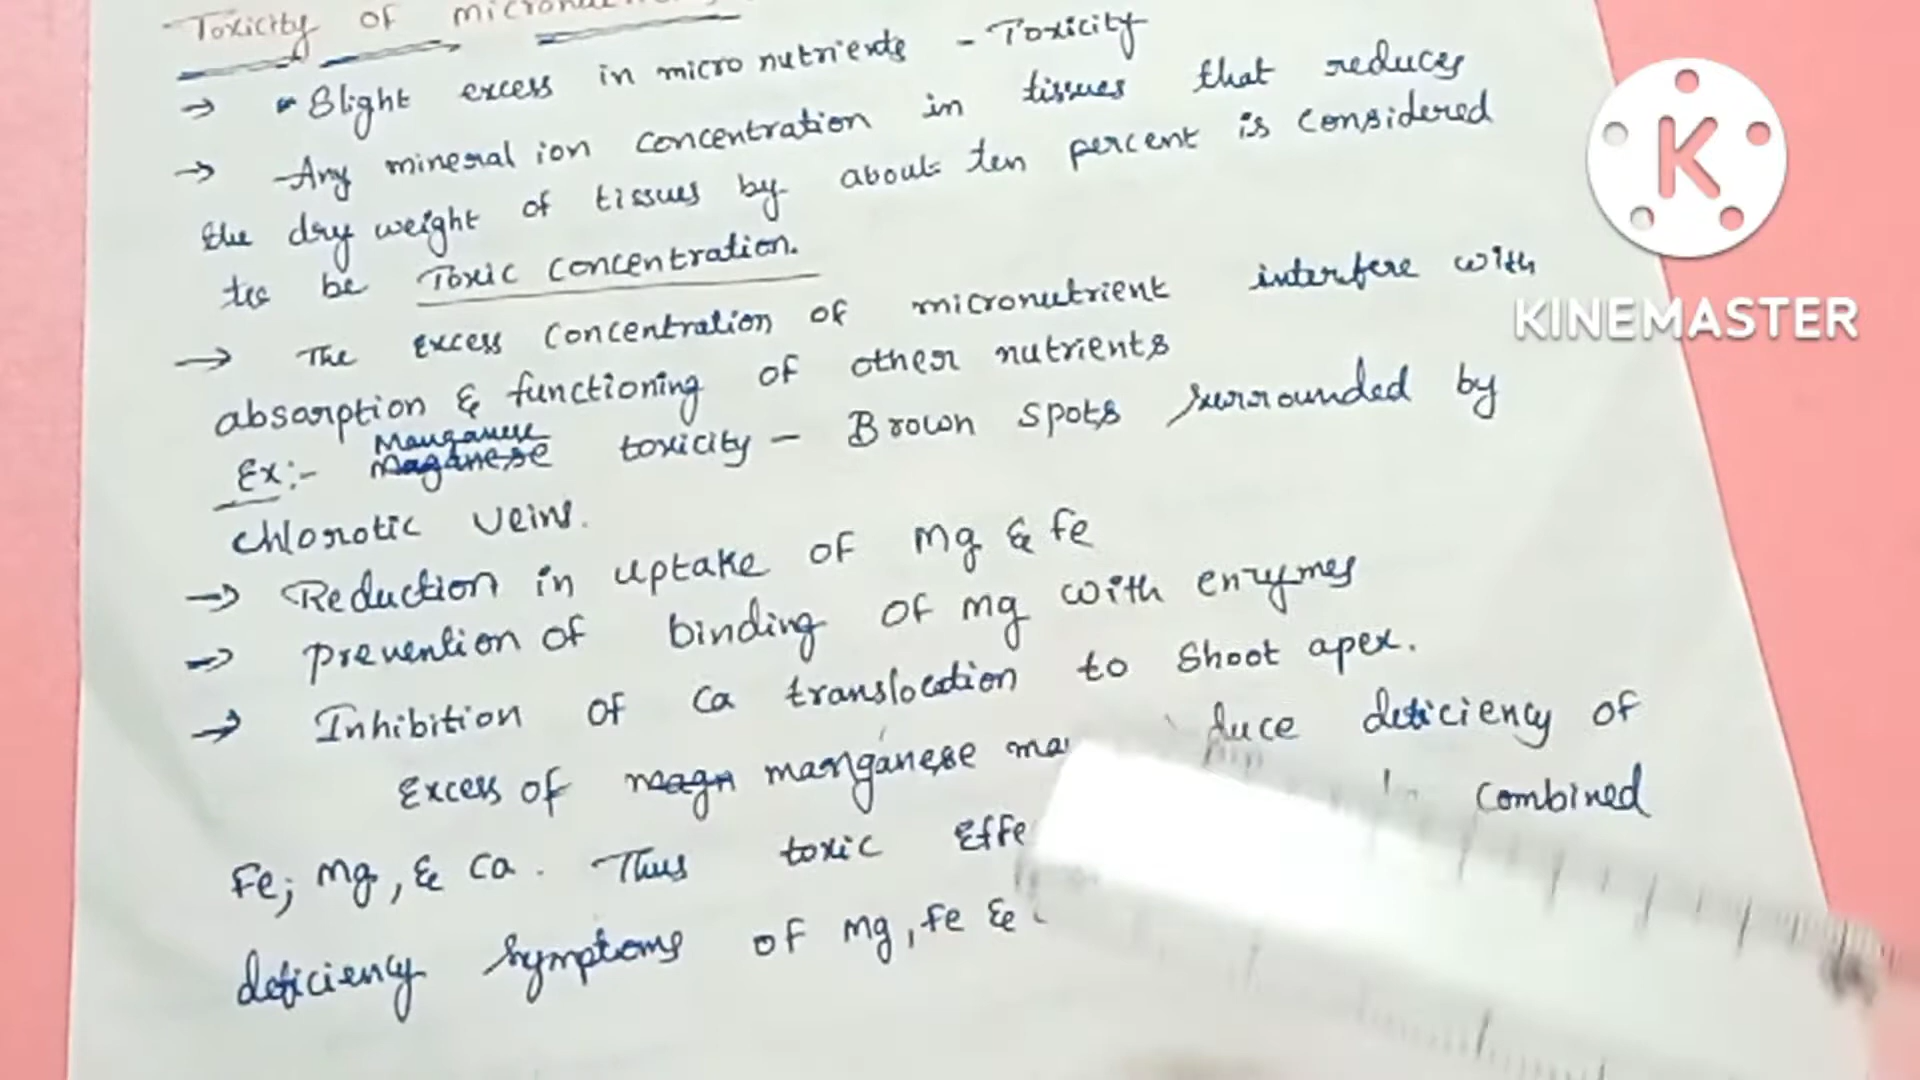 Toxicity of
→ Slight excess in micro nutrients - Toxicity
→ Any mineral ion concentration in tissues that reduces
the dry weight of tissues by about ten percent is considered
to be Toxic concentration.
→ The excess concentration of micronutrient interfere with
absorption & functioning of other nutrients
Ex:- Manganese toxicity - Brown spots surrounded by
chlorotic veins.
→ Reduction in uptake of Mg & Fe
→ prevention of binding of Mg with enzymes
→ Inhibition of Ca translocation to shoot apex.
Excess of manganese deficiency of
Fe; Mg, & Ca. Thus toxic combined
deficiency symptoms of Mg, Fe &
K
KINEMASTER